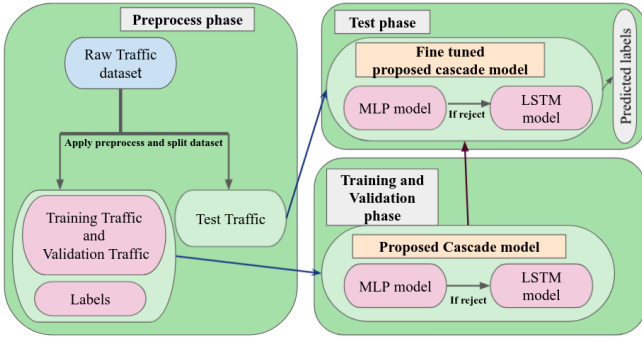 Preprocess phase
Raw Traffic
dataset
Apply preprocess and split dataset
Training Traffic
and
Validation Traffic
Labels
Test Traffic
Test phase
Fine tuned
proposed cascade model
MLP model
If reject
LSTM
model
Predicted labels
Training and
Validation
phase
Proposed Cascade model
MLP model
If reject
LSTM
model